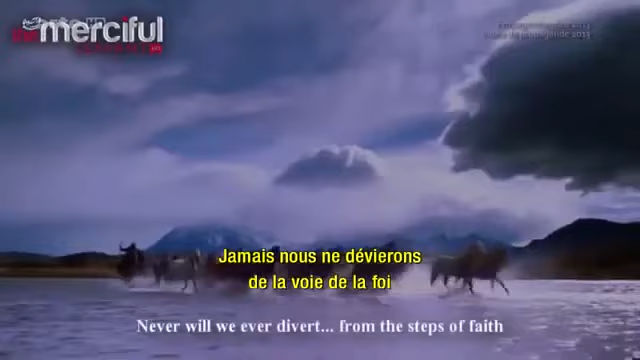 merciful
Jamais nous ne dévierons
de la voie de la foi
Never will we ever divert... from the steps of faith